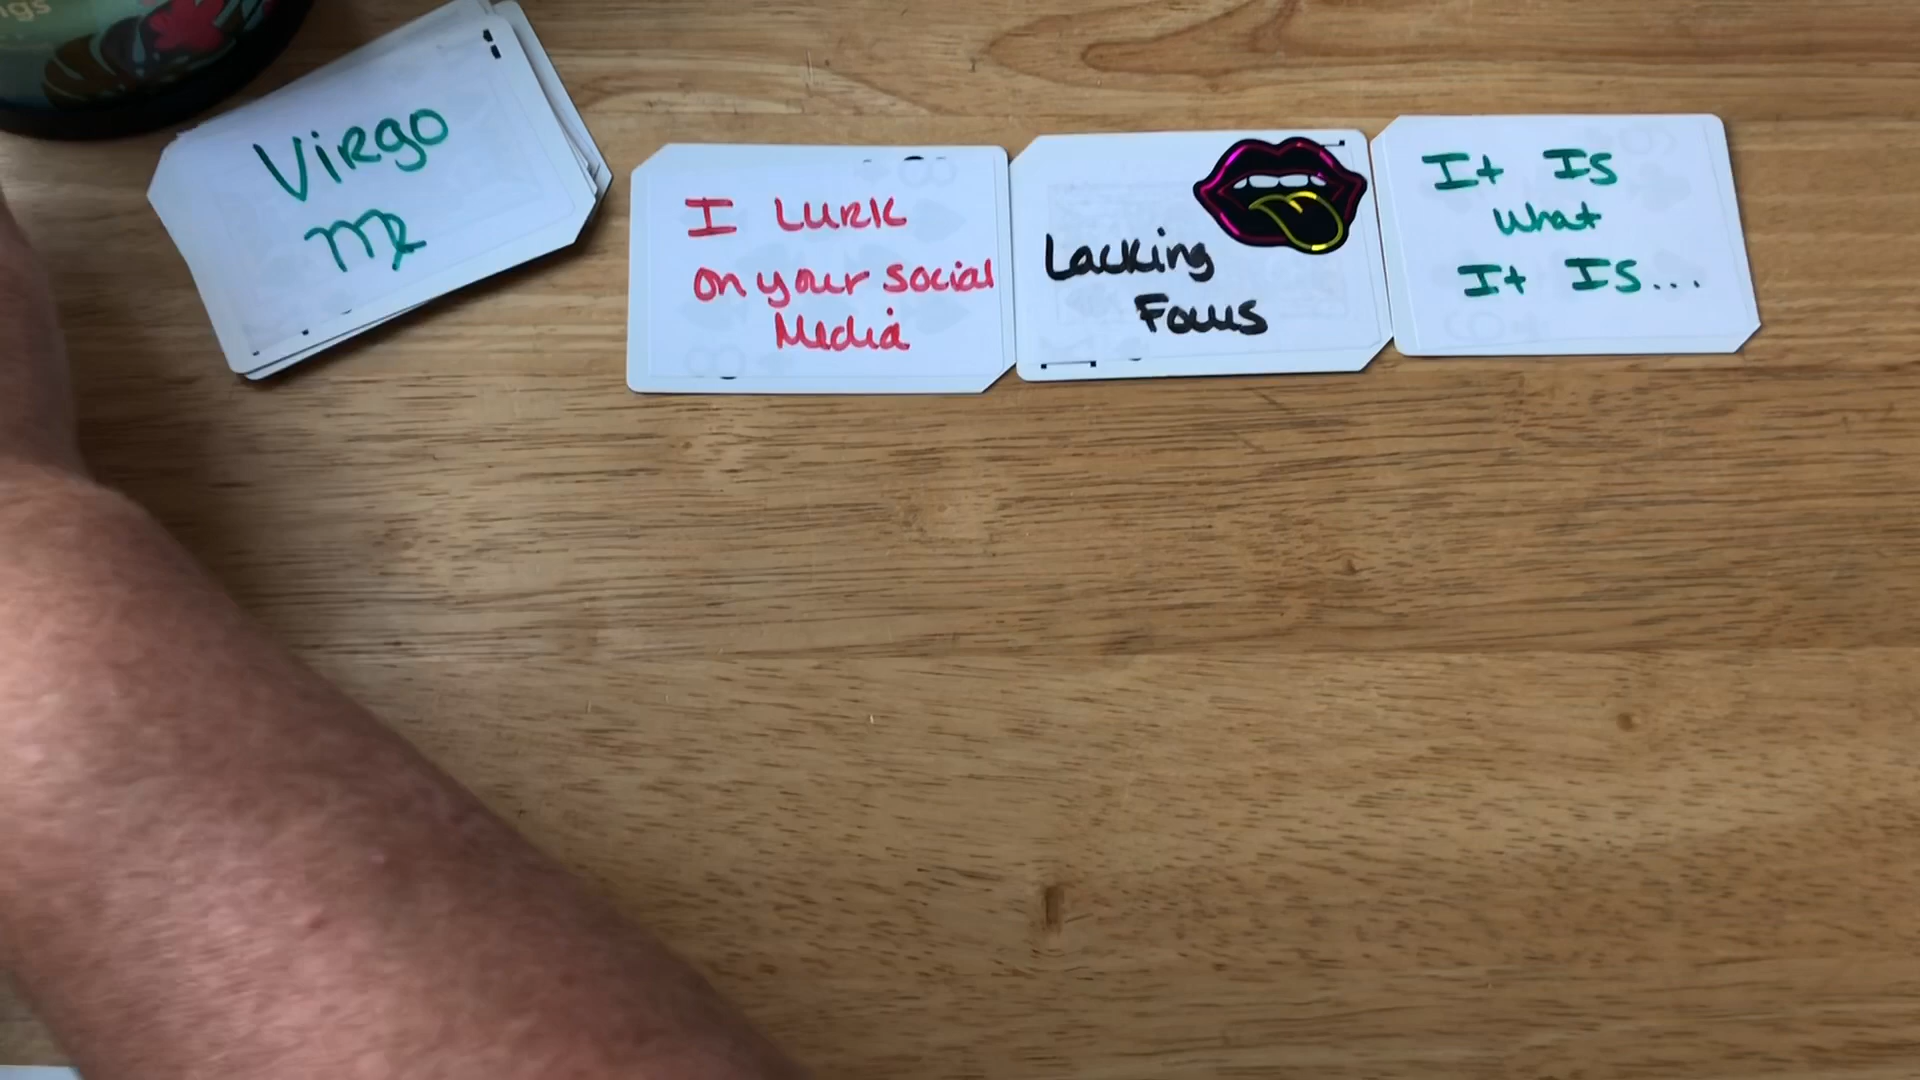 Virgo
♍
I LURK
on your social
Media
Lacking
Focus
It Is
What
It Is...